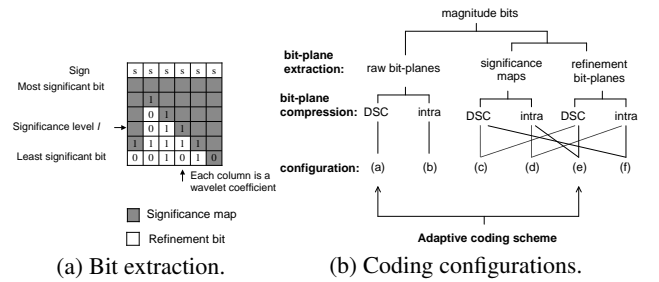 Sign s s s s s s
Most significant bit
1
0 1
Significance level l 0 1 1
1 1 1 1 1
Least significant bit 0 0 1 0 1 0
Each column is a
wavelet coefficient
Significance map
Refinement bit
(a) Bit extraction.
magnitude bits
bit-plane
extraction:
raw bit-planes
significance
maps
refinement
bit-planes
bit-plane
compression:
DSC intra DSC intra DSC intra
configuration: (a) (b) (c) (d) (e) (f)
Adaptive coding scheme
(b) Coding configurations.